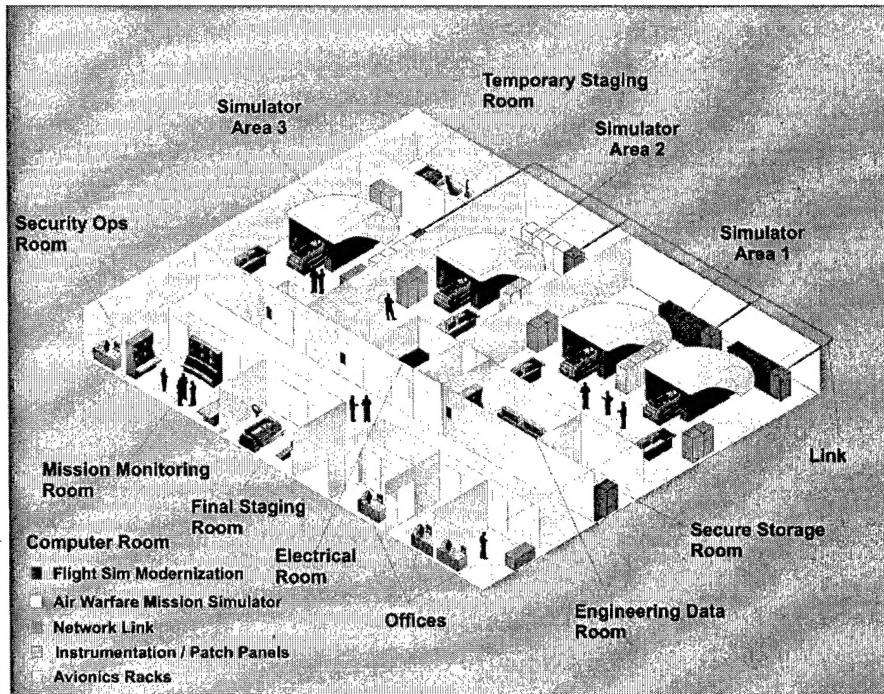 Temporary Staging
Room
Simulator
Area 3
Simulator
Area 2
Security Ops
Room
Simulator
Area 1
Mission Monitoring
Room
Final Staging
Room
Electrical
Room
Offices
Engineering Data
Room
Secure Storage
Room
Link
Computer Room
Flight Sim Modernization
Air Warfare Mission Simulator
Network Link
Instrumentation / Patch Panels
Avionics Racks